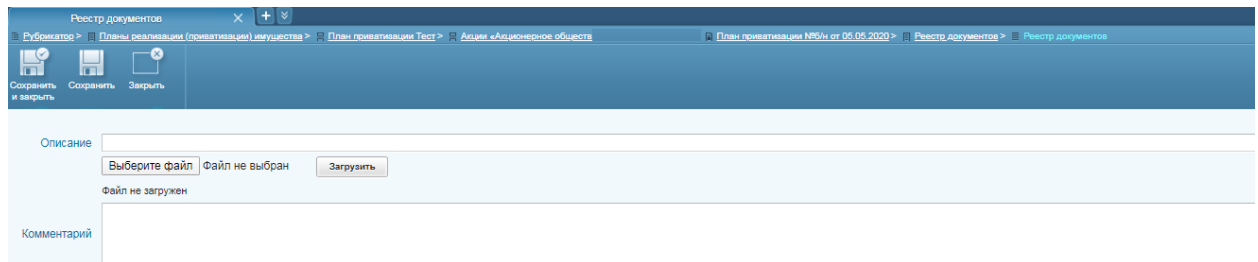 Реестр документов
Рубрикатор > Планы реализации (приватизации) имущества > План приватизации Тест > Акции «Акционерное обществ План приватизации №б/н от 05.05.2020 > Реестр документов > Реестр документов
Сохранить и закрыть
Сохранить
Закрыть
Описание
Выберите файл Файл не выбран Загрузить
Файл не загружен
Комментарий